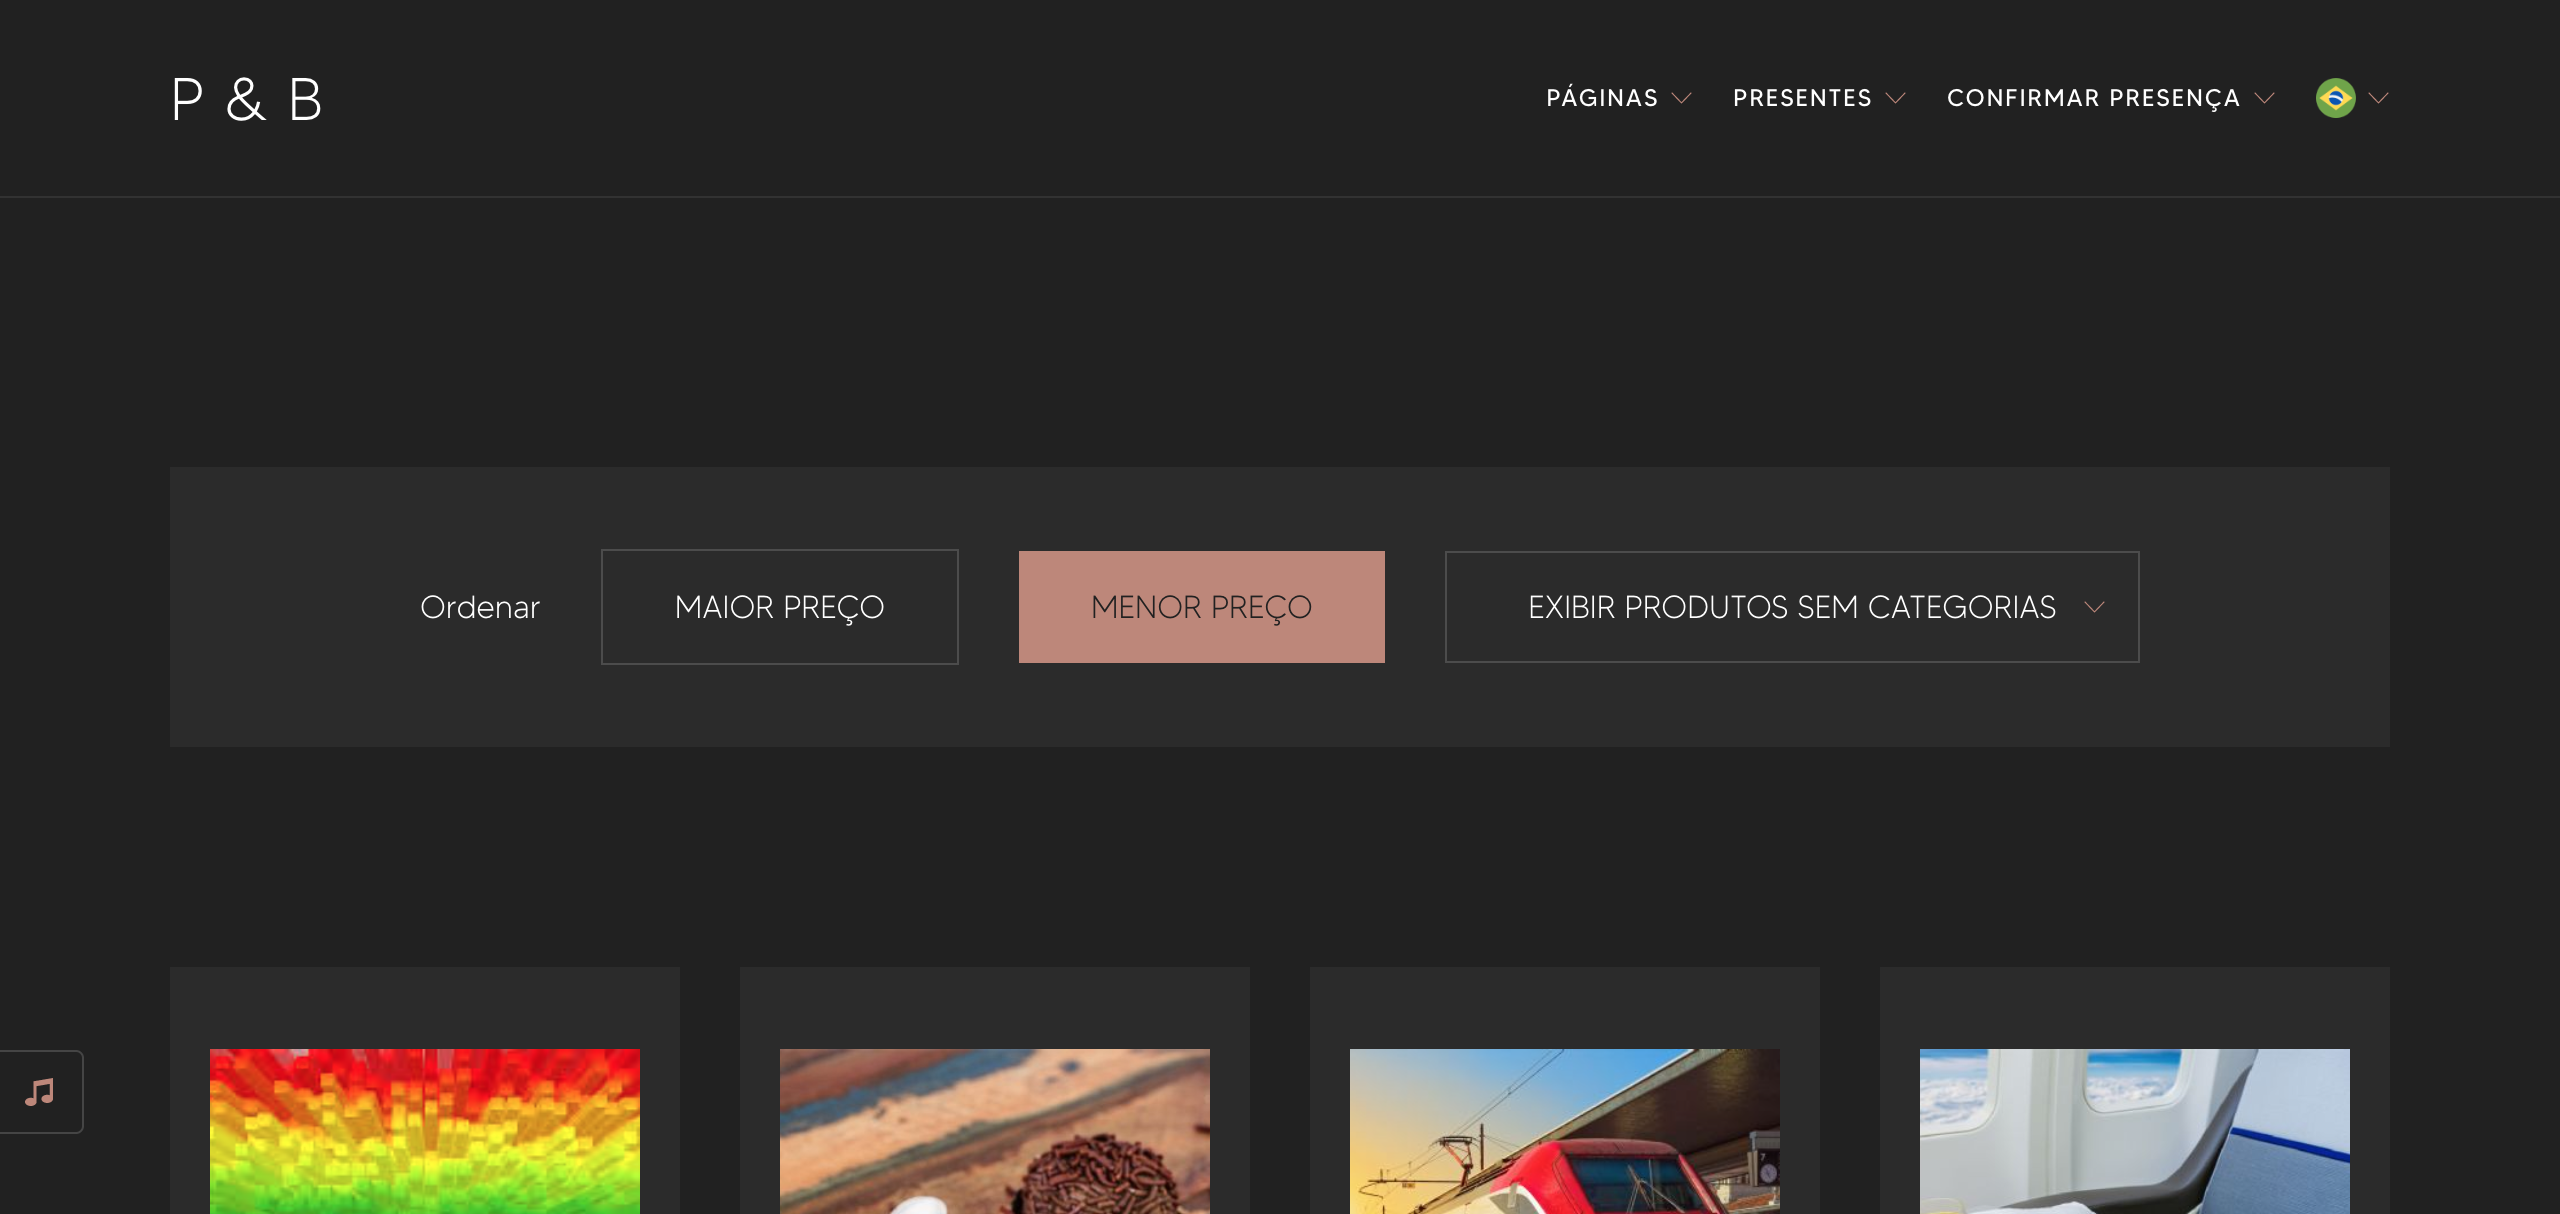 P & B
PÁGINAS
PRESENTES
CONFIRMAR PRESENÇA
Ordenar
MAIOR PREÇO
MENOR PREÇO
EXIBIR PRODUTOS SEM CATEGORIAS